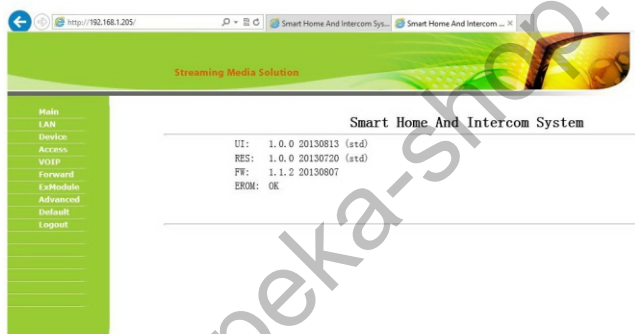 http://192.168.1.205/
Smart Home And Intercom Sys...
Smart Home And Intercom ...
Streaming Media Solution
Main
LAN
Device
Access
VOIP
Forward
ExModule
Advanced
Default
Logout
Smart Home And Intercom System
UI: 1.0.0 20130813 (std)
RES: 1.0.0 20130720 (std)
FW: 1.1.2 20130807
EROM: OK
peka-shop.